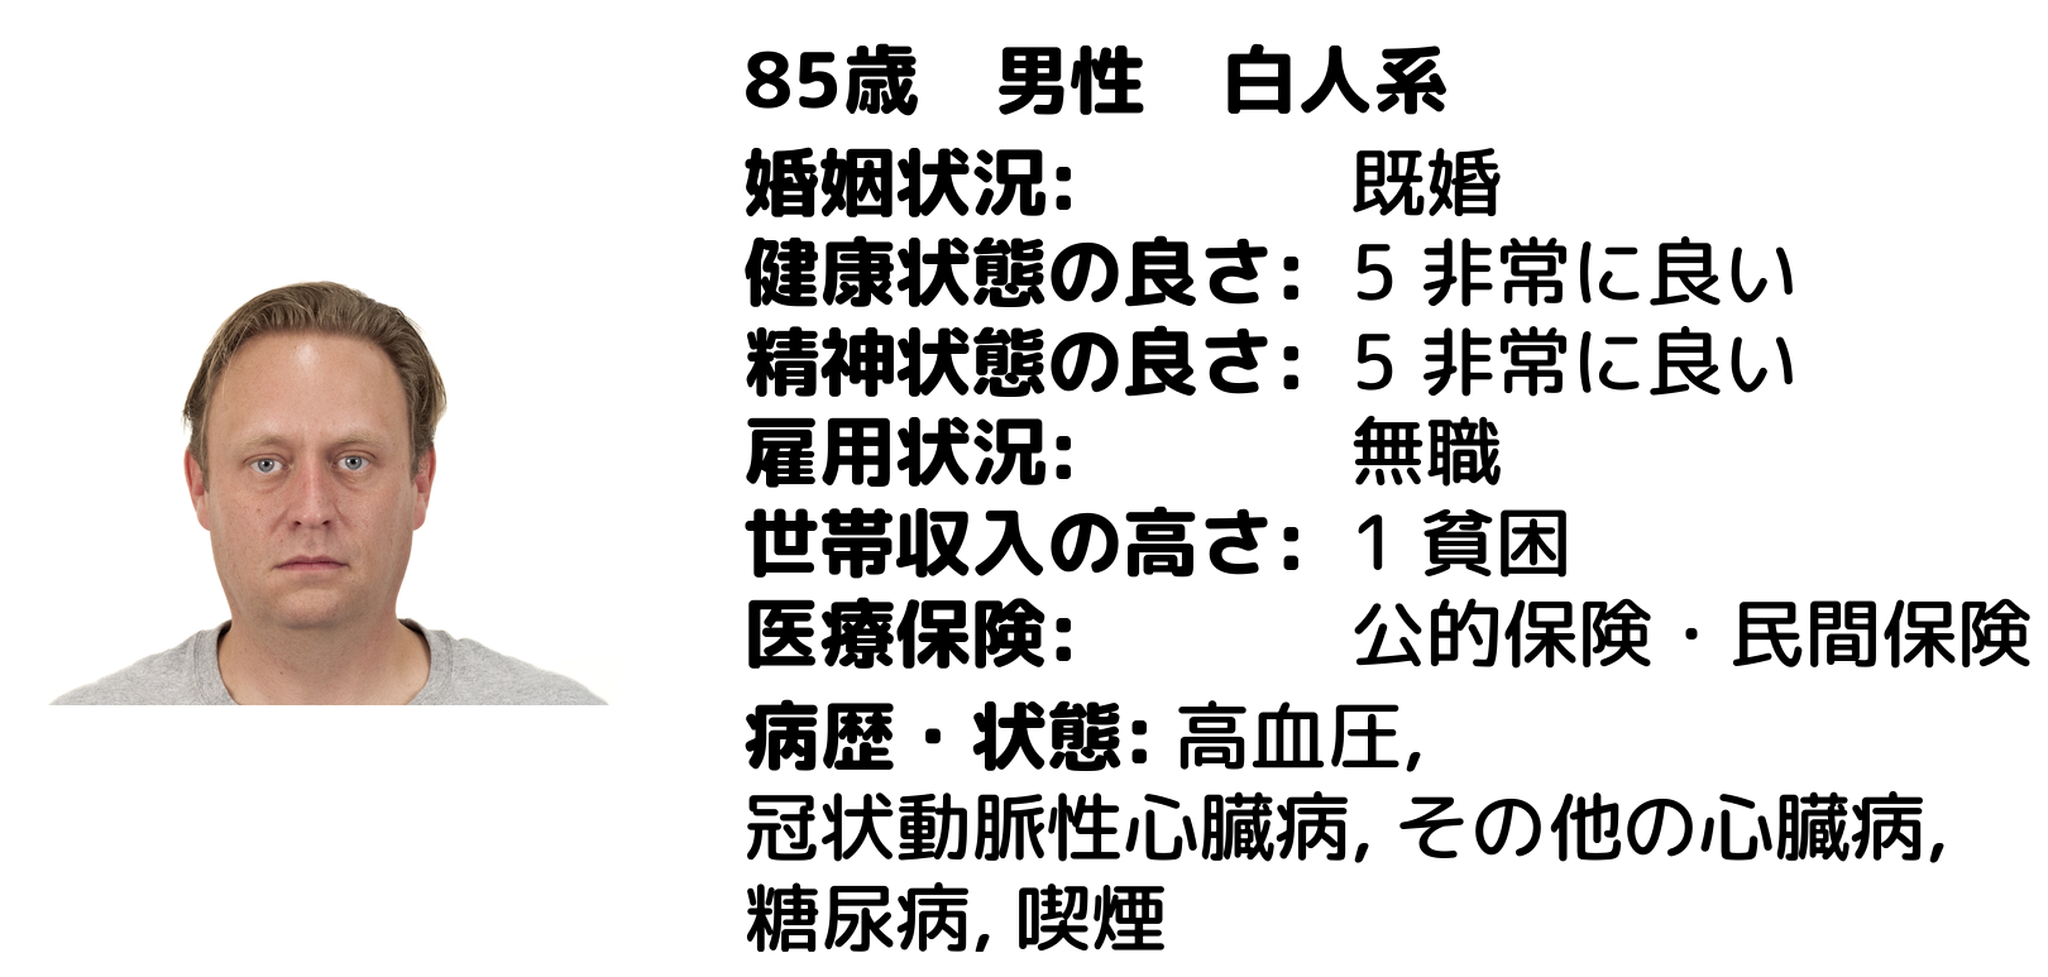 85歳　男性　白人系
婚姻状況: 既婚
健康状態の良さ: 5 非常に良い
精神状態の良さ: 5 非常に良い
雇用状況: 無職
世帯収入の高さ: 1 貧困
医療保険: 公的保険・民間保険
病歴・状態: 高血圧,
冠状動脈性心臓病, その他の心臓病,
糖尿病, 喫煙